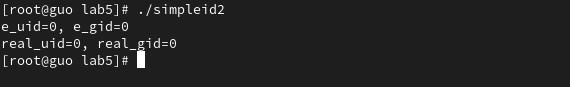 [root@guo lab5]# ./simpleid2
e_uid=0, e_gid=0
real_uid=0, real_gid=0
[root@guo lab5]#